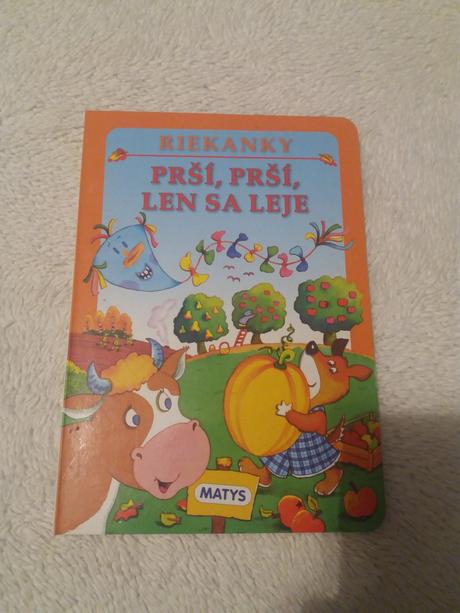 RIEKANKY
PRŠÍ, PRŠÍ,
LEN SA LEJE
MATYS